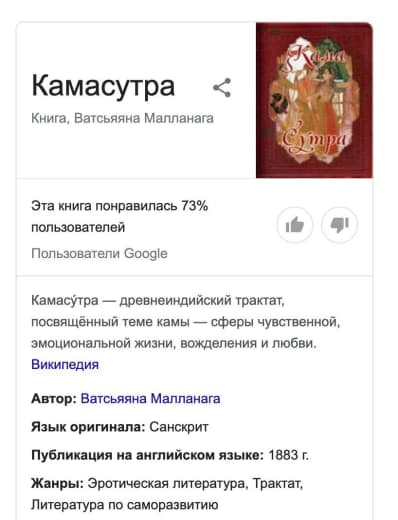 Камасутра
Книга, Ватсьяяна Малланага
Кама
Сутра
Эта книга понравилась 73%
пользователей
Пользователи Google
Камасу́тра — древнеиндийский трактат,
посвящённый теме камы — сферы чувственной,
эмоциональной жизни, вожделения и любви.
Википедия
Автор: Ватсьяяна Малланага
Язык оригинала: Санскрит
Публикация на английском языке: 1883 г.
Жанры: Эротическая литература, Трактат,
Литература по саморазвитию